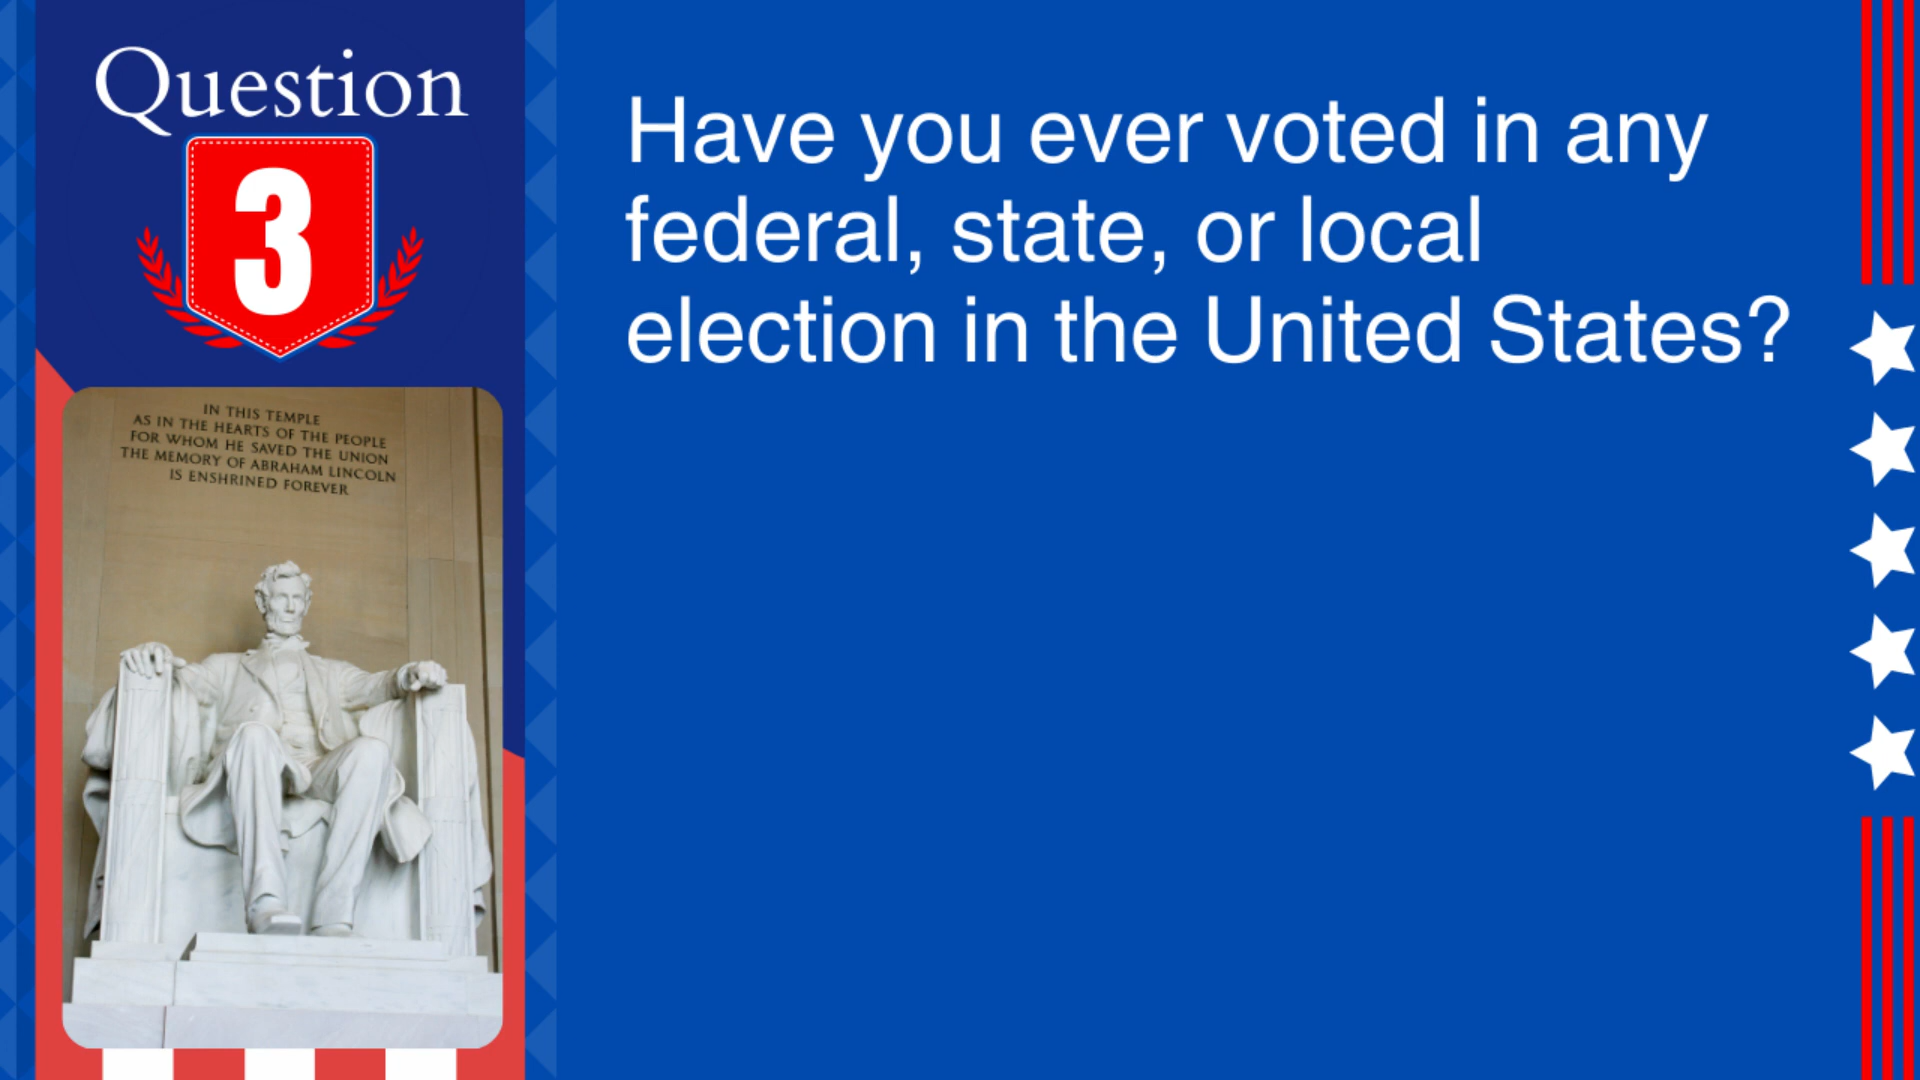 Question
3
Have you ever voted in any
federal, state, or local
election in the United States?
IN THIS TEMPLE
AS IN THE HEARTS OF THE PEOPLE
FOR WHOM HE SAVED THE UNION
THE MEMORY OF ABRAHAM LINCOLN
IS ENSHRINED FOREVER